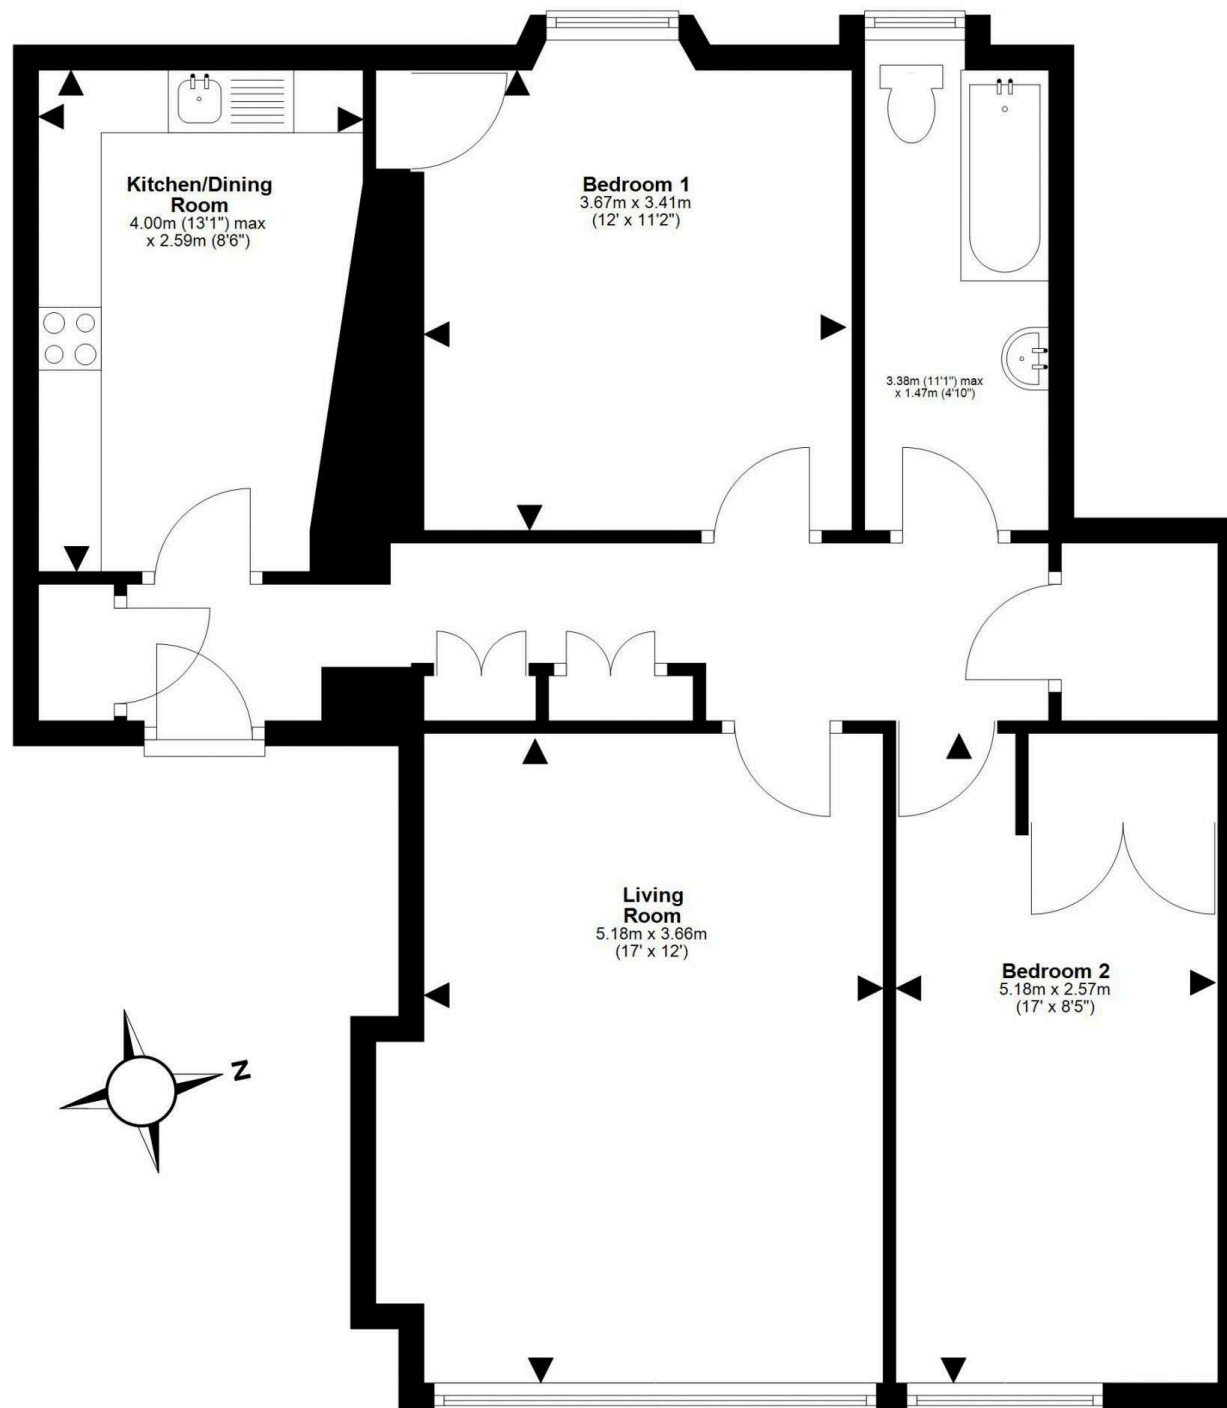 Kitchen/Dining
Room
4.00m (13'1") max
x 2.59m (8'6")
Bedroom 1
3.67m x 3.41m
(12' x 11'2")
3.38m (11'1") max
x 1.47m (4'10")
Living
Room
5.18m x 3.66m
(17' x 12')
Bedroom 2
5.18m x 2.57m
(17' x 8'5")
N